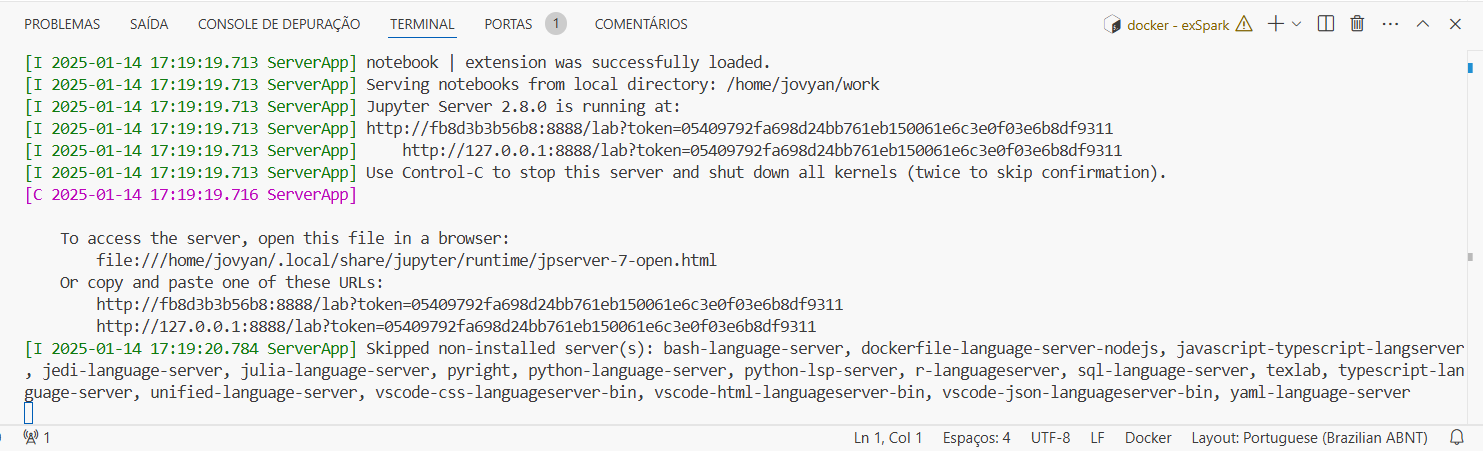 PROBLEMAS SAÍDA CONSOLE DE DEPURAÇÃO TERMINAL PORTAS 1 COMENTÁRIOS docker - exSpark
[I 2025-01-14 17:19:19.713 ServerApp] notebook | extension was successfully loaded.
[I 2025-01-14 17:19:19.713 ServerApp] Serving notebooks from local directory: /home/jovyan/work
[I 2025-01-14 17:19:19.713 ServerApp] Jupyter Server 2.8.0 is running at:
[I 2025-01-14 17:19:19.713 ServerApp] http://fb8d3b3b56b8:8888/lab?token=05409792fa698d24bb761eb150061e6c3e0f03e6b8df9311
[I 2025-01-14 17:19:19.713 ServerApp]     http://127.0.0.1:8888/lab?token=05409792fa698d24bb761eb150061e6c3e0f03e6b8df9311
[I 2025-01-14 17:19:19.713 ServerApp] Use Control-C to stop this server and shut down all kernels (twice to skip confirmation).
[C 2025-01-14 17:19:19.716 ServerApp]
    To access the server, open this file in a browser:
        file:///home/jovyan/.local/share/jupyter/runtime/jpserver-7-open.html
    Or copy and paste one of these URLs:
        http://fb8d3b3b56b8:8888/lab?token=05409792fa698d24bb761eb150061e6c3e0f03e6b8df9311
        http://127.0.0.1:8888/lab?token=05409792fa698d24bb761eb150061e6c3e0f03e6b8df9311
[I 2025-01-14 17:19:20.784 ServerApp] Skipped non-installed server(s): bash-language-server, dockerfile-language-server-nodejs, javascript-typescript-langserver
, jedi-language-server, julia-language-server, pyright, python-language-server, python-lsp-server, r-languageserver, sql-language-server, texlab, typescript-lan
guage-server, unified-language-server, vscode-css-languageserver-bin, vscode-html-languageserver-bin, vscode-json-languageserver-bin, yaml-language-server
1 Ln 1, Col 1 Espaços: 4 UTF-8 LF Docker Layout: Portuguese (Brazilian ABNT)